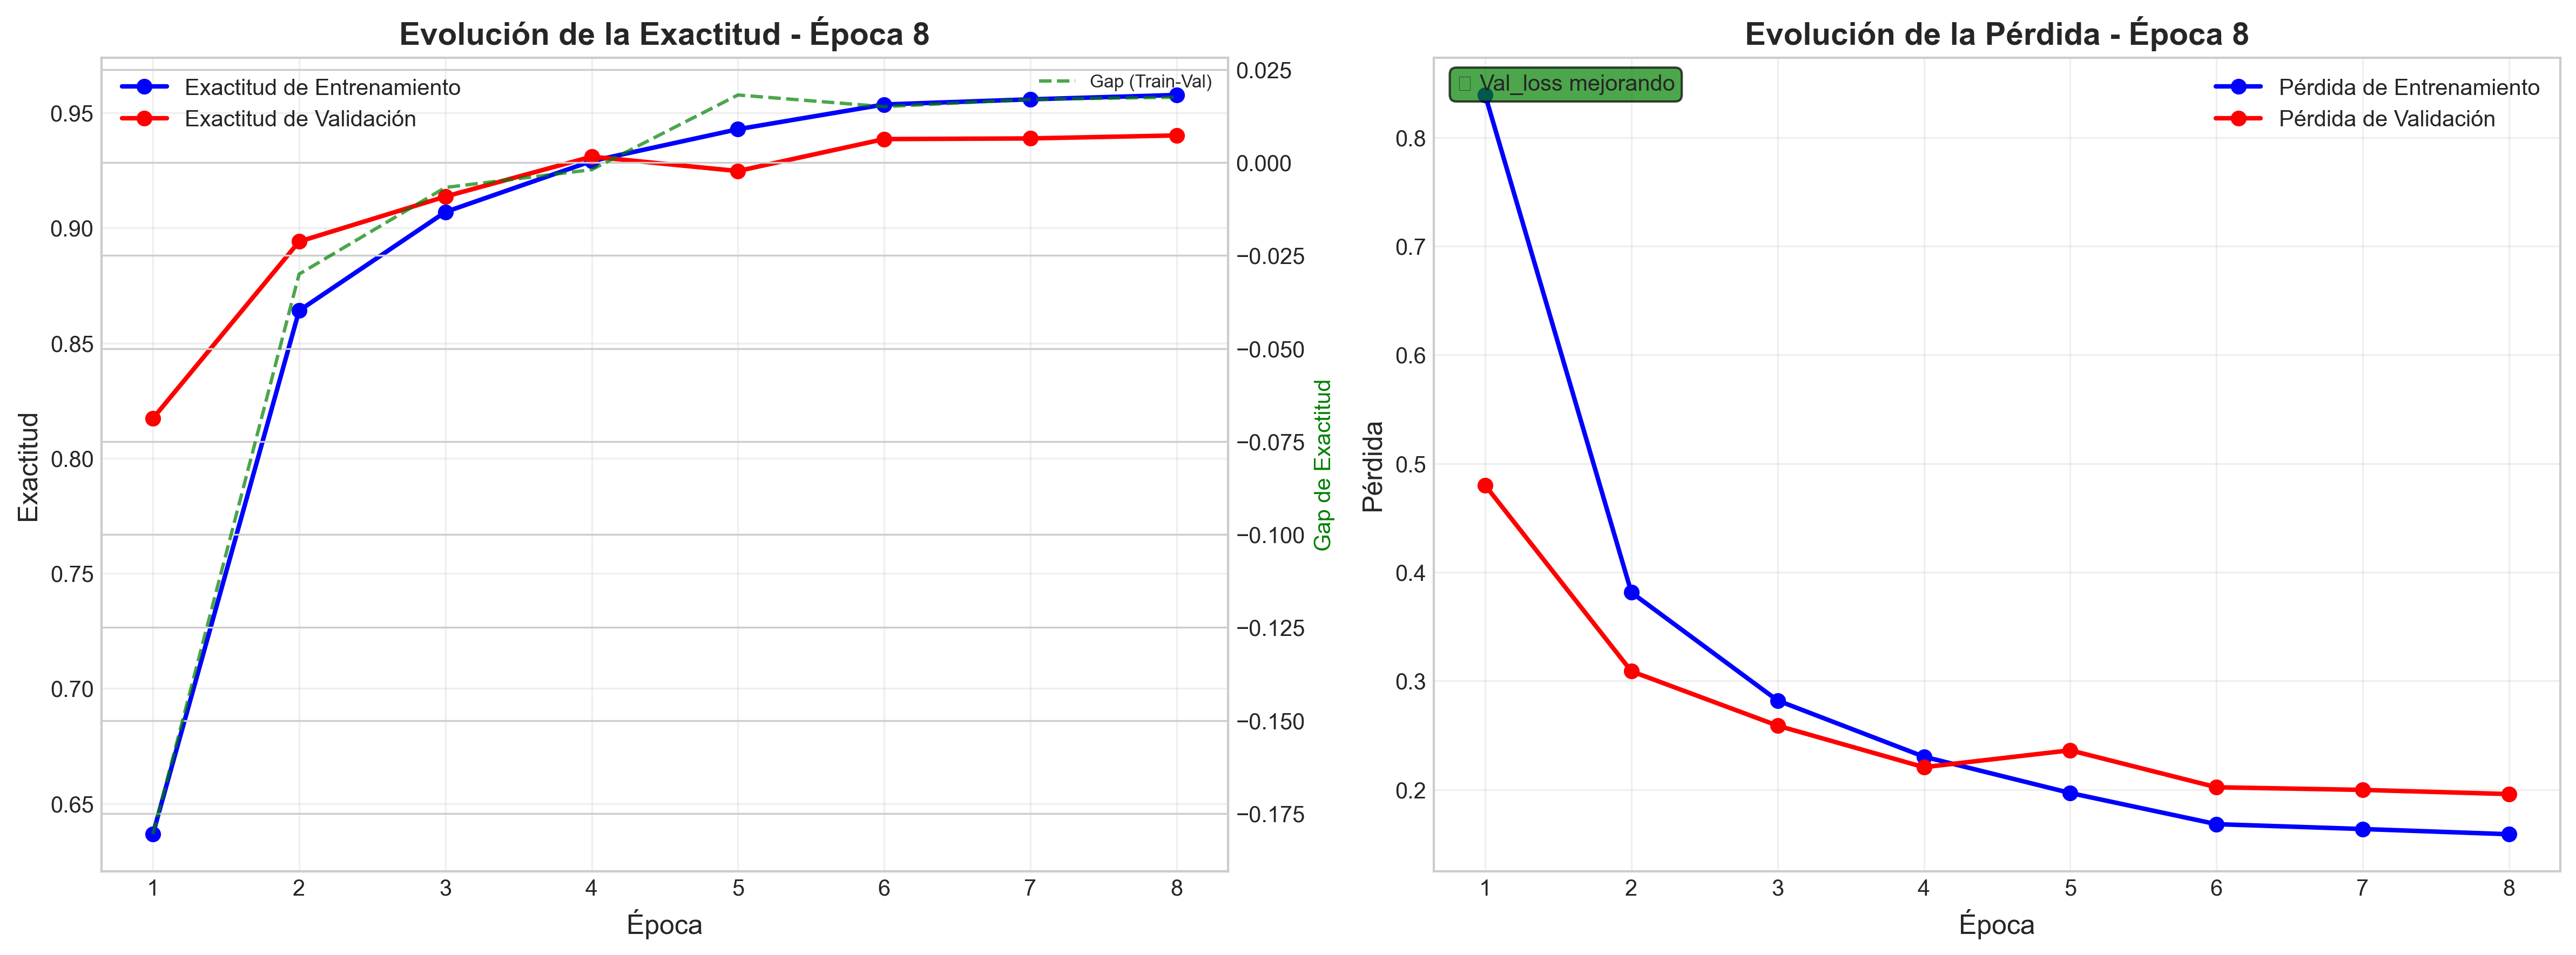 Evolución de la Exactitud - Época 8
Exactitud de Entrenamiento
Exactitud de Validación
Gap (Train-Val)
0.95
0.90
0.85
0.80
0.75
0.70
0.65
Exactitud
0.025
0.000
−0.025
−0.050
−0.075
−0.100
−0.125
−0.150
−0.175
Gap de Exactitud
1 2 3 4 5 6 7 8
Época
Evolución de la Pérdida - Época 8
Val_loss mejorando
Pérdida de Entrenamiento
Pérdida de Validación
0.8
0.7
0.6
0.5
0.4
0.3
0.2
Pérdida
1 2 3 4 5 6 7 8
Época